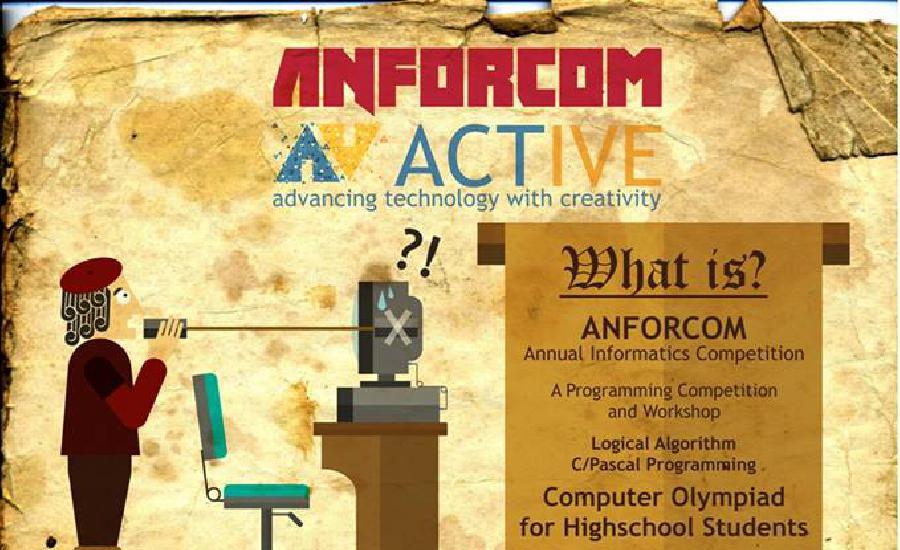 ANFORCOM
ACTIVE
advancing technology with creativity
?!
What is?
ANFORCOM
Annual Informatics Competition
A Programming Competition
and Workshop
Logical Algorithm
C/Pascal Programming
Computer Olympiad
for Highschool Students